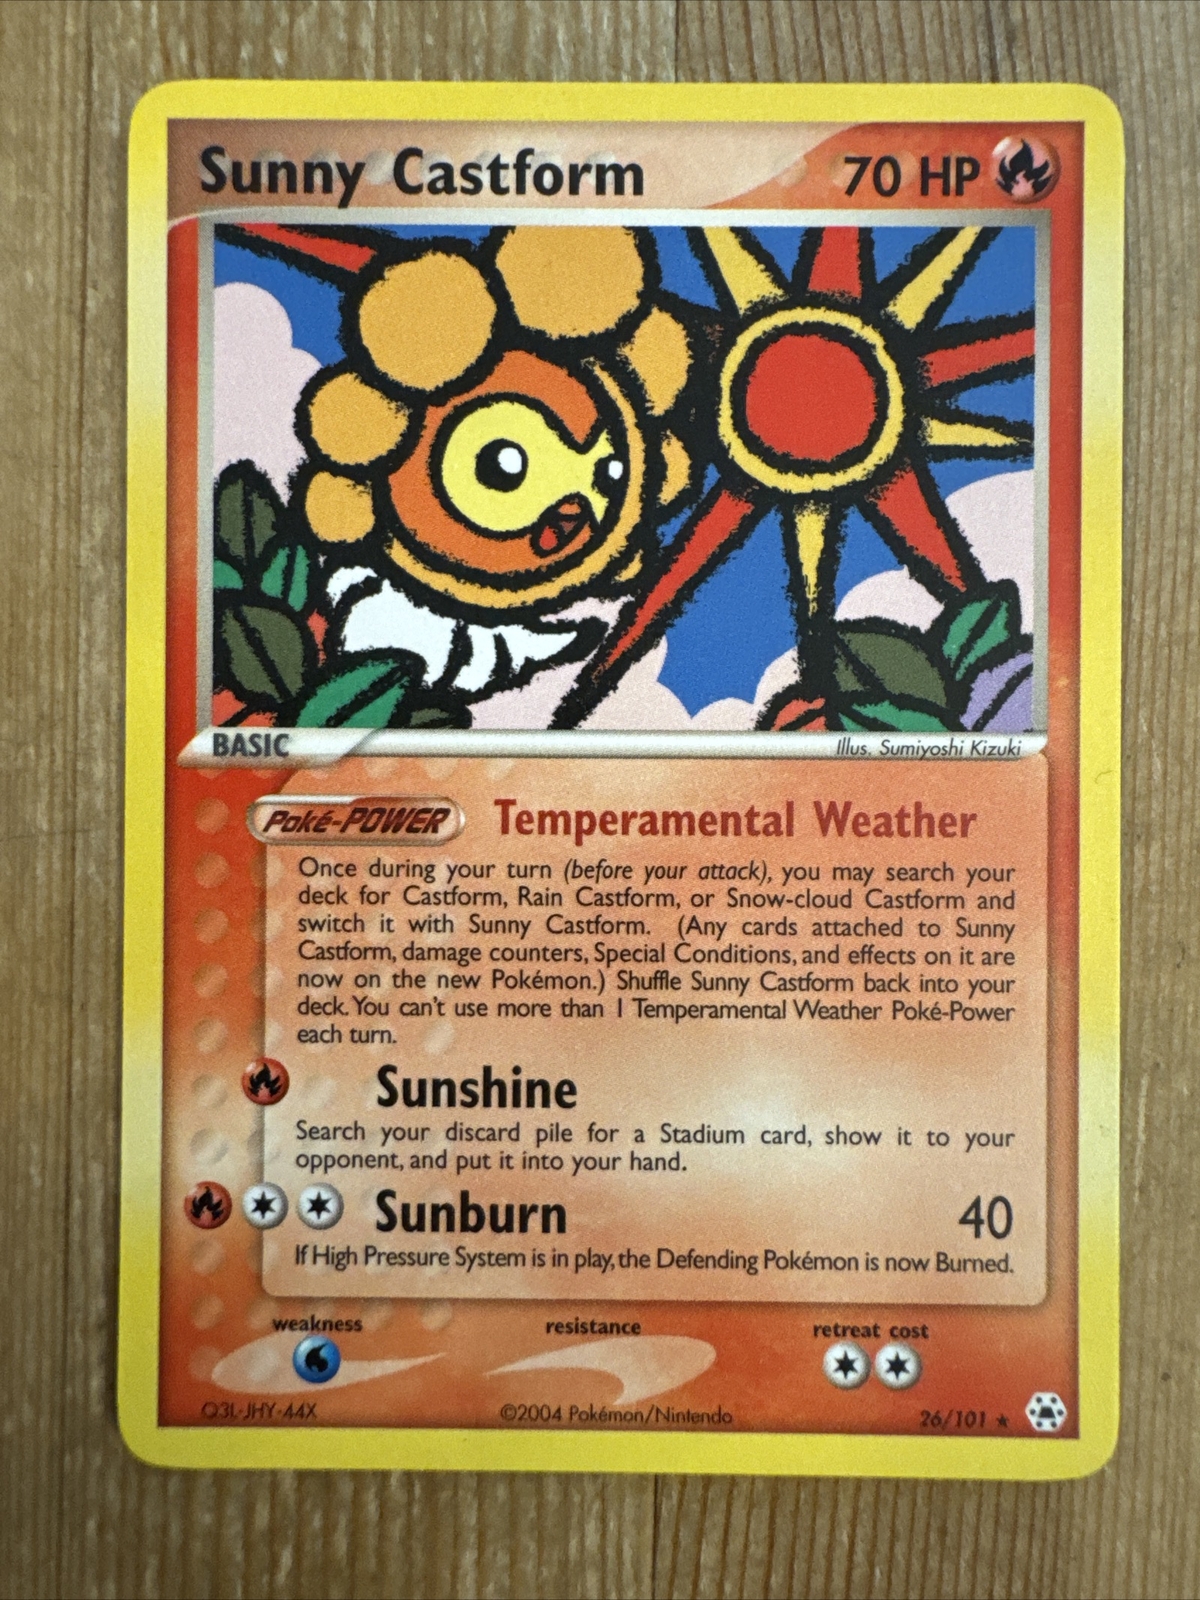 Sunny Castform 70 HP
BASIC Illus. Sumiyoshi Kizuki
Poké-POWER Temperamental Weather
Once during your turn (before your attack), you may search your
deck for Castform, Rain Castform, or Snow-cloud Castform and
switch it with Sunny Castform. (Any cards attached to Sunny
Castform, damage counters, Special Conditions, and effects on it are
now on the new Pokémon.) Shuffle Sunny Castform back into your
deck. You can't use more than 1 Temperamental Weather Poké-Power
each turn.
Sunshine
Search your discard pile for a Stadium card, show it to your
opponent, and put it into your hand.
Sunburn 40
If High Pressure System is in play, the Defending Pokémon is now Burned.
weakness resistance retreat cost
Q3L-JHY-44X ©2004 Pokémon/Nintendo 26/101 ★